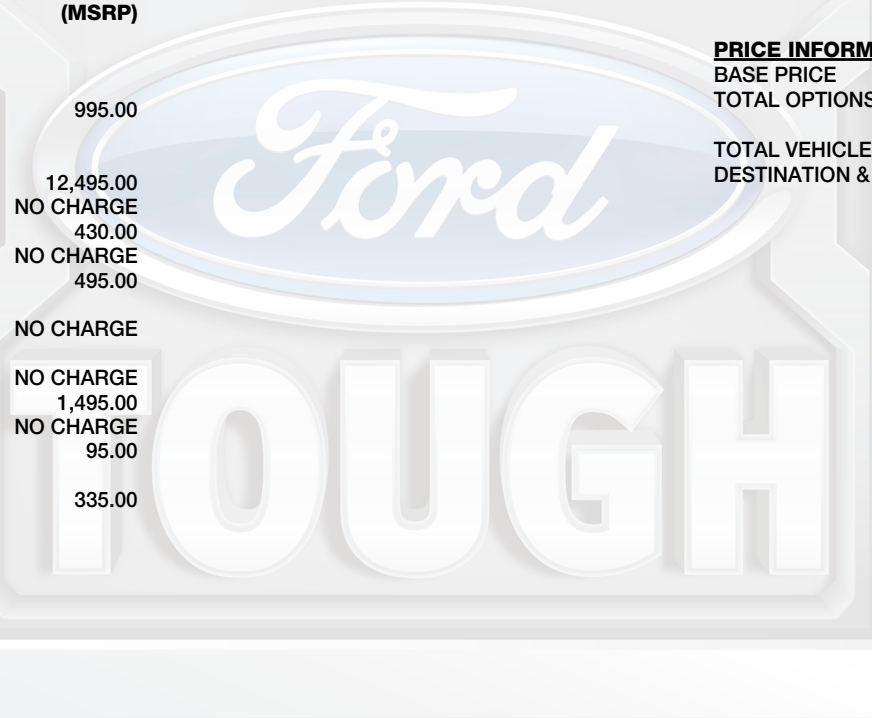 (MSRP)
995.00
12,495.00
NO CHARGE
430.00
NO CHARGE
495.00
NO CHARGE
NO CHARGE
1,495.00
NO CHARGE
95.00
335.00
PRICE INFORM
BASE PRICE
TOTAL OPTIONS
TOTAL VEHICLE
DESTINATION &
Ford
TOUGH